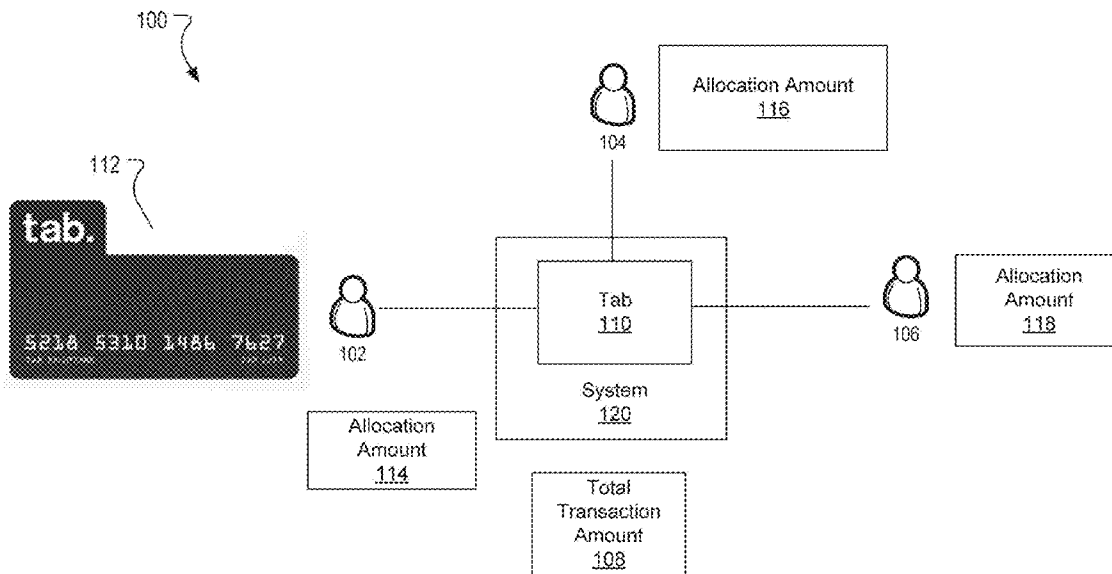 100
Allocation Amount
116
104
112
tab.
Allocation
Amount
118
106
Tab
110
5218 5310 1486 7627
102
System
120
Allocation
Amount
114
Total
Transaction
Amount
108